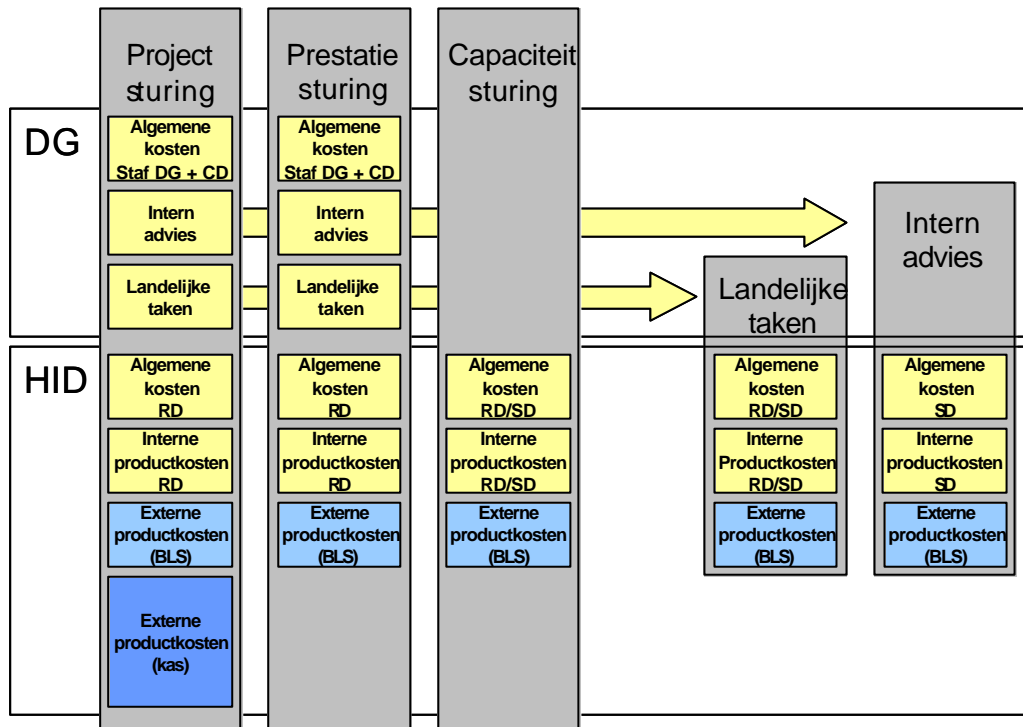 Project
sturing
Prestatie
sturing
Capaciteit
sturing
DG
Algemene
kosten
Staf DG + CD
Algemene
kosten
Staf DG + CD
Intern
advies
Intern
advies
Intern
advies
Landelijke
taken
Landelijke
taken
Landelijke
taken
HID
Algemene
kosten
RD
Algemene
kosten
RD
Algemene
kosten
RD/SD
Algemene
kosten
RD/SD
Algemene
kosten
SD
Interne
productkosten
RD
Interne
productkosten
RD
Interne
productkosten
RD/SD
Interne
Productkosten
RD/SD
Interne
productkosten
SD
Externe
productkosten
(BLS)
Externe
productkosten
(BLS)
Externe
productkosten
(BLS)
Externe
productkosten
(BLS)
Externe
productkosten
(BLS)
Externe
productkosten
(kas)